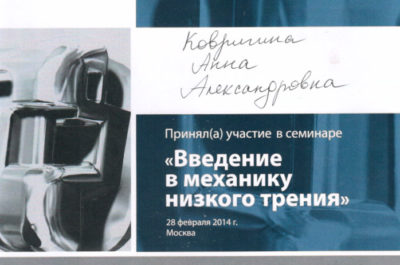 Ковригина
Анна
Александровна
Принял(а) участие в семинаре
«Введение
в механику
низкого трения»
28 февраля 2014 г.
Москва